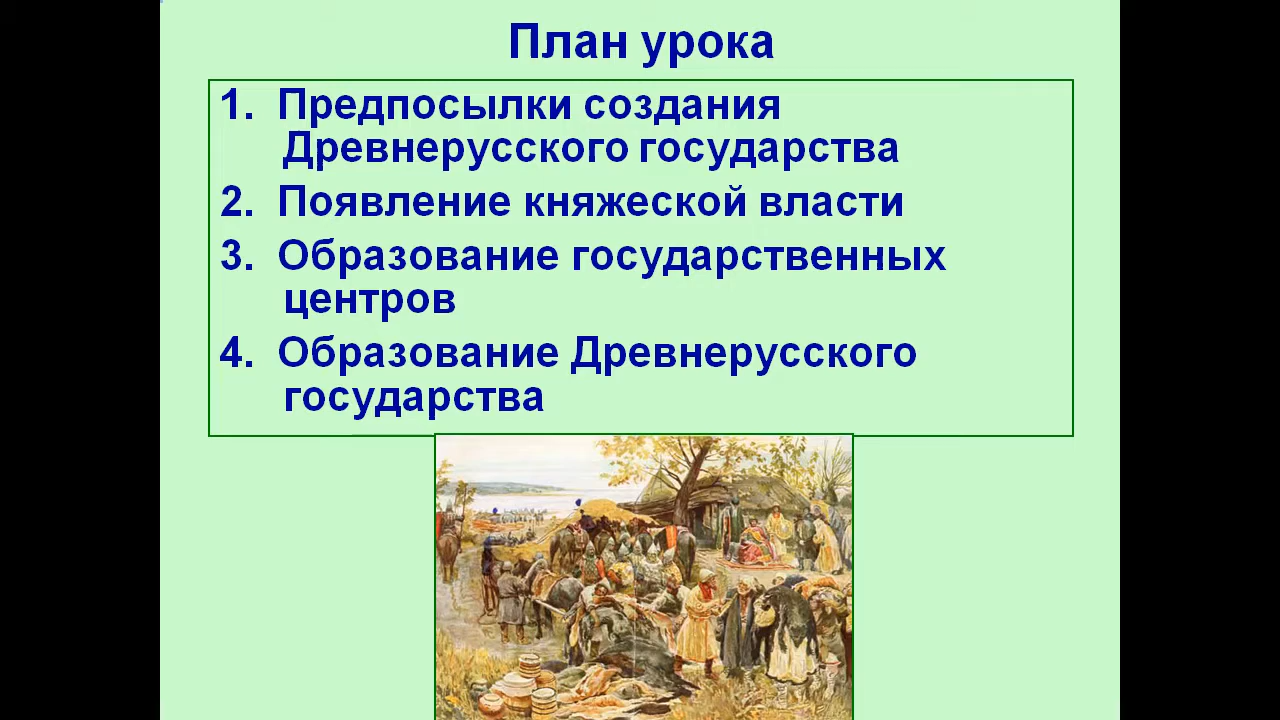 План урока
1. Предпосылки создания
Древнерусского государства
2. Появление княжеской власти
3. Образование государственных
центров
4. Образование Древнерусского
государства